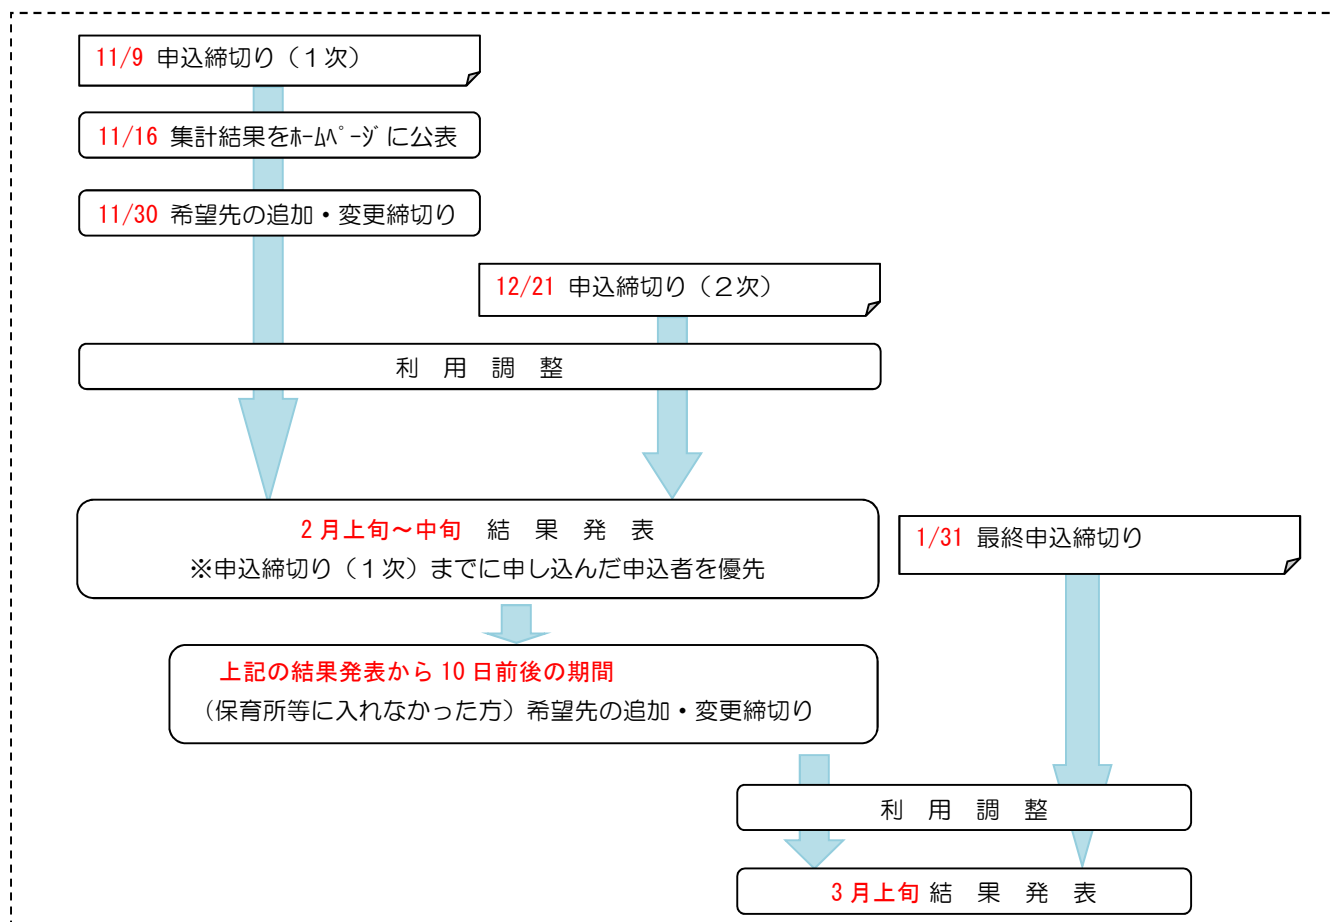 11/9 申込締切り（１次）
11/16 集計結果をﾎｰﾑﾍﾟｰｼﾞに公表
11/30 希望先の追加・変更締切り
12/21 申込締切り（２次）
利　用　調　整
2月上旬～中旬　結　果　発　表
※申込締切り（１次）までに申し込んだ申込者を優先
1/31 最終申込締切り
上記の結果発表から10日前後の期間
（保育所等に入れなかった方）希望先の追加・変更締切り
利　用　調　整
3月上旬 結　果　発　表